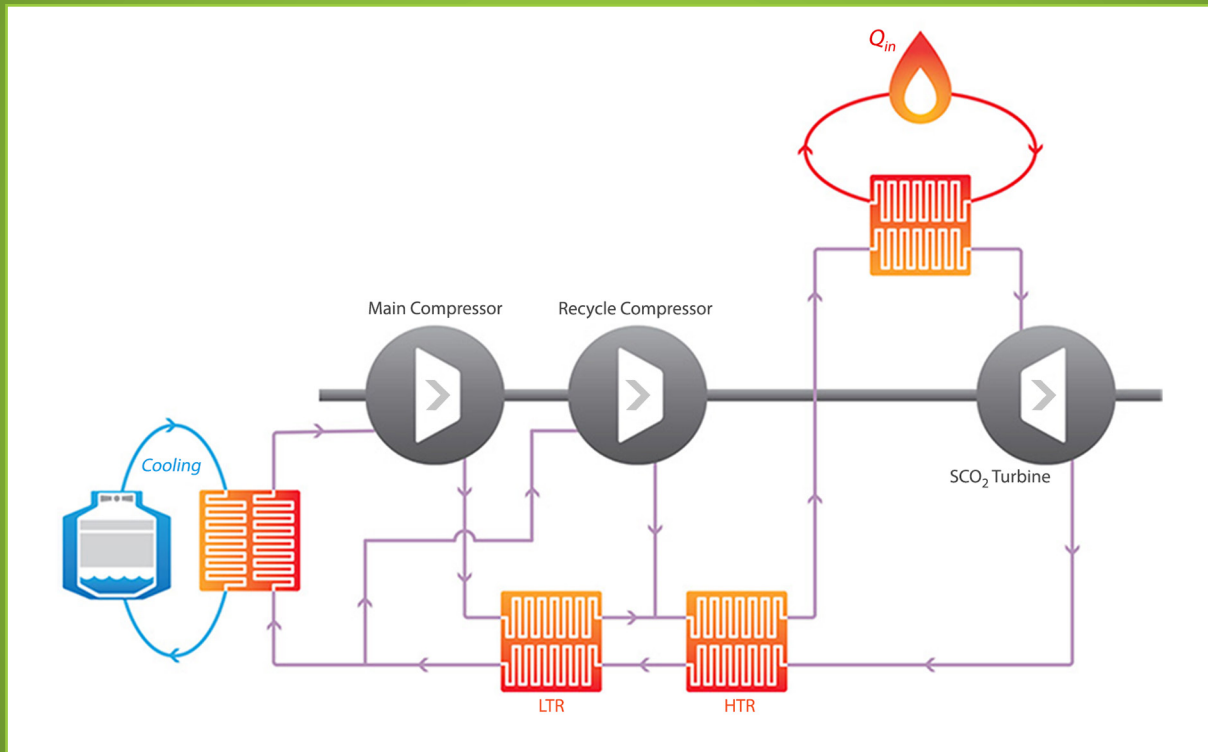 Q_in
Main Compressor
Recycle Compressor
Cooling
SCO₂ Turbine
LTR
HTR